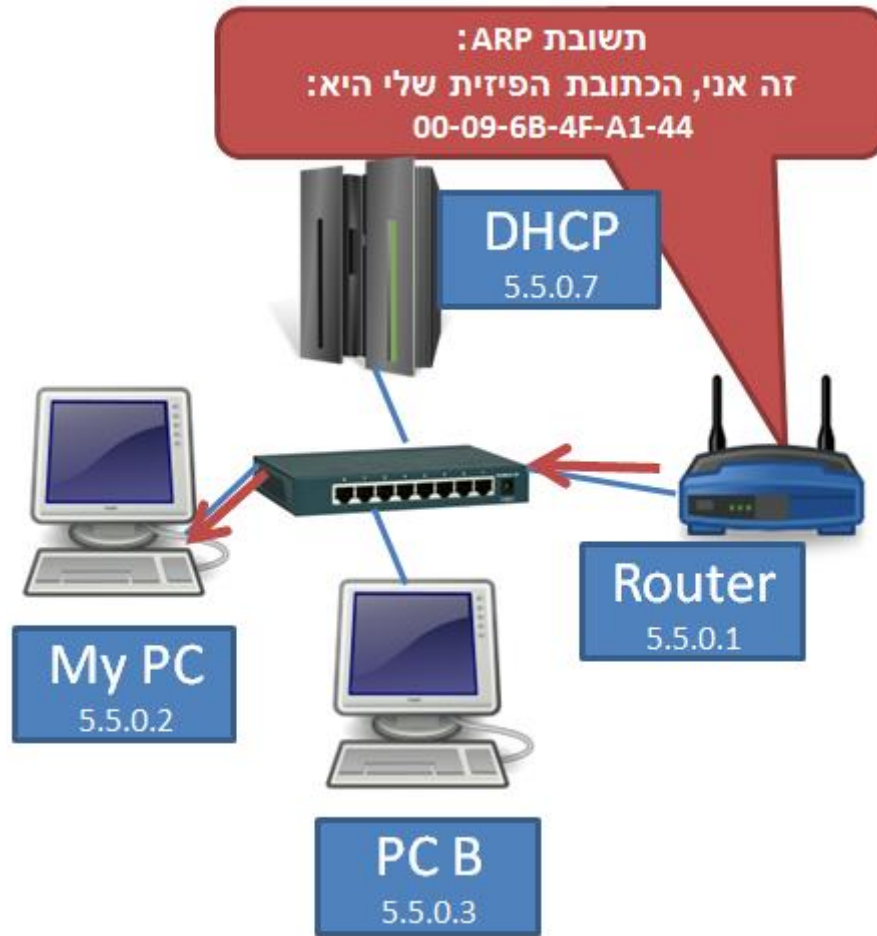 תשובת ARP:
זה אני, הכתובת הפיזית שלי היא:
00-09-6B-4F-A1-44
DHCP
5.5.0.7
Router
5.5.0.1
My PC
5.5.0.2
PC B
5.5.0.3